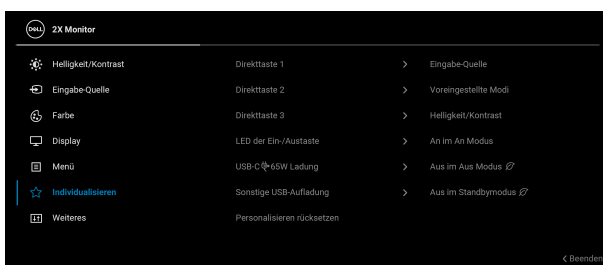 DELL 2X Monitor
Helligkeit/Kontrast Direkttaste 1 > Eingabe-Quelle
Eingabe-Quelle Direkttaste 2 > Voreingestellte Modi
Farbe Direkttaste 3 > Helligkeit/Kontrast
Display LED der Ein-/Austaste > An im An Modus
Menü USB-C 65W Ladung > Aus im Aus Modus
Individualisieren Sonstige USB-Aufladung > Aus im Standbymodus
Weiteres Personalisieren rücksetzen
< Beenden